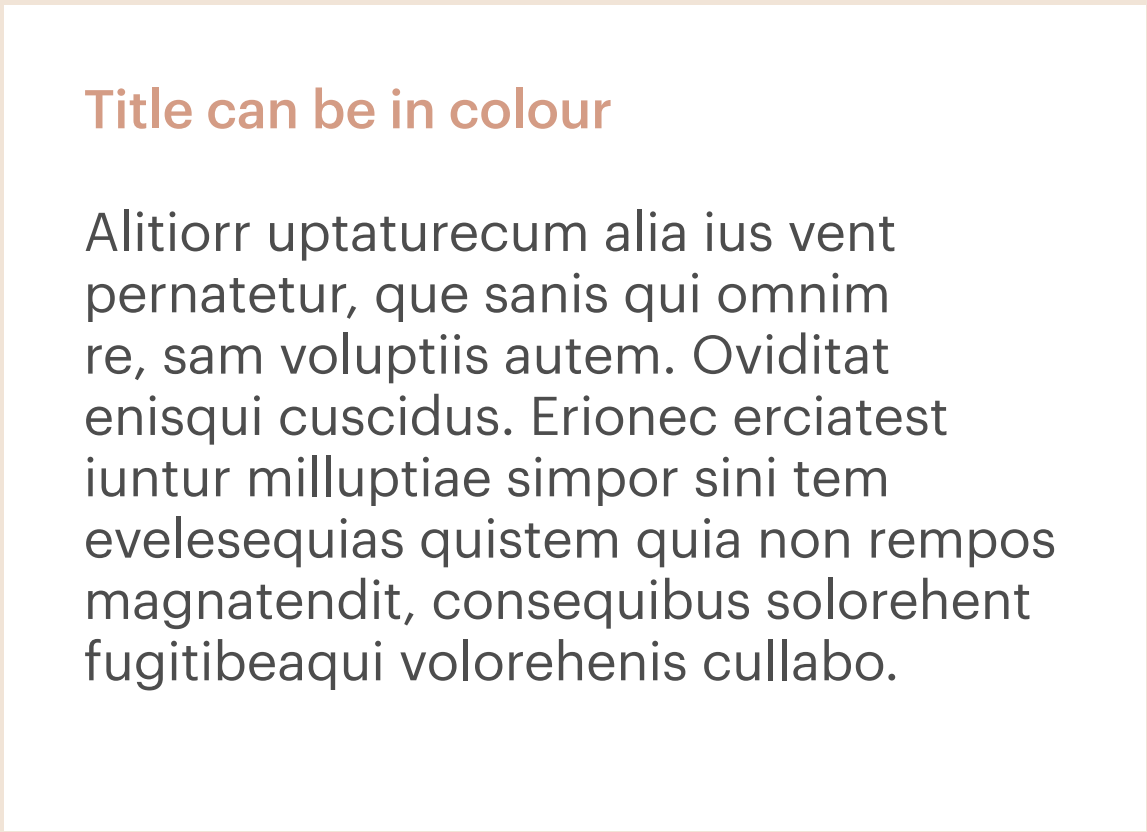 Title can be in colour
Alitiorr uptaturecum alia ius vent
pernatetur, que sanis qui omnim
re, sam voluptiis autem. Oviditat
enisqui cuscidus. Erionec erciatest
iuntur milluptiae simpor sini tem
evelesequias quistem quia non rempos
magnatendit, consequibus solorehent
fugitibeaqui volorehenis cullabo.